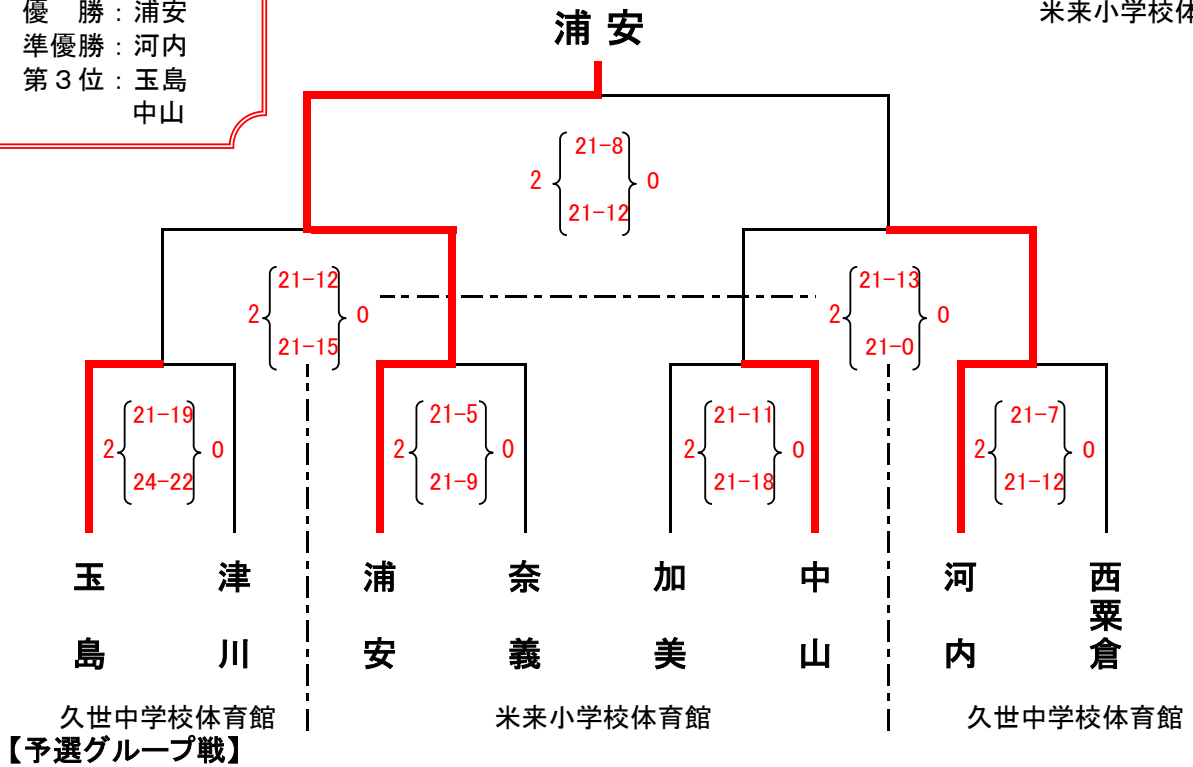 優　勝：浦安
準優勝：河内
第３位：玉島
中山
浦安
米来小学校体
21−8
2 0
21−12
21−12
2 0
21−15
21−13
2 0
21−0
21−19
2 0
24−22
21−5
2 0
21−9
21−11
2 0
21−18
21−7
2 0
21−12
玉島
津川
浦安
奈義
加美
中山
河内
西粟倉
久世中学校体育館
米来小学校体育館
久世中学校体育館
【予選グループ戦】